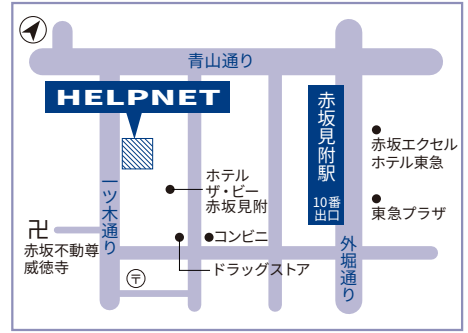 青山通り
HELPNET
赤坂見附駅
10番
出口
赤坂エクセル
ホテル東急
東急プラザ
ホテル
ザ・ビー
赤坂見附
一ツ木通り
卍
赤坂不動尊
威徳寺
コンビニ
ドラッグストア
〒
外堀通り